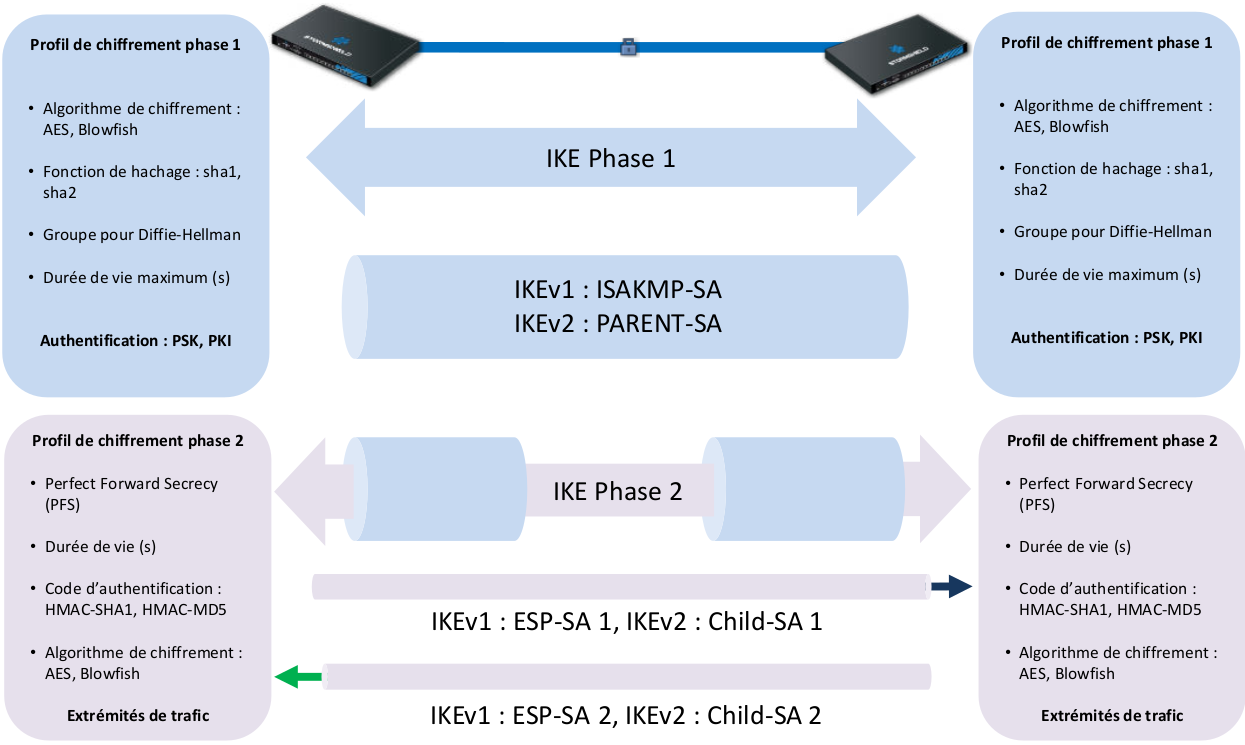 Profil de chiffrement phase 1
• Algorithme de chiffrement :
AES, Blowfish
• Fonction de hachage : sha1,
sha2
• Groupe pour Diffie-Hellman
• Durée de vie maximum (s)
Authentification : PSK, PKI
STORMSHIELD
STORMSHIELD
IKE Phase 1
IKEv1 : ISAKMP-SA
IKEv2 : PARENT-SA
Profil de chiffrement phase 1
• Algorithme de chiffrement :
AES, Blowfish
• Fonction de hachage : sha1,
sha2
• Groupe pour Diffie-Hellman
• Durée de vie maximum (s)
Authentification : PSK, PKI
Profil de chiffrement phase 2
• Perfect Forward Secrecy
(PFS)
• Durée de vie (s)
• Code d’authentification :
HMAC-SHA1, HMAC-MD5
• Algorithme de chiffrement :
AES, Blowfish
Extrémités de trafic
IKE Phase 2
IKEv1 : ESP-SA 1, IKEv2 : Child-SA 1
IKEv1 : ESP-SA 2, IKEv2 : Child-SA 2
Profil de chiffrement phase 2
• Perfect Forward Secrecy
(PFS)
• Durée de vie (s)
• Code d’authentification :
HMAC-SHA1, HMAC-MD5
• Algorithme de chiffrement :
AES, Blowfish
Extrémités de trafic